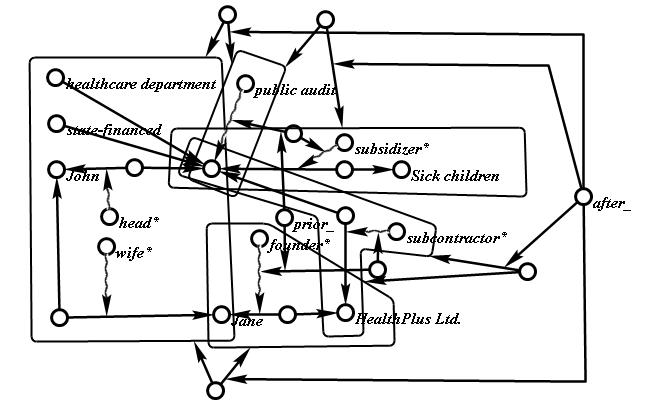 healthcare department
public audit
state-financed
subsidizer*
John
Sick children
after_
head*
prior_
subcontractor*
founder*
wife*
Jane
HealthPlus Ltd.